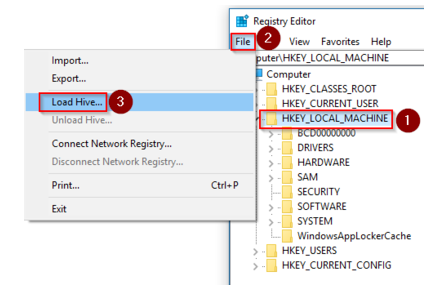 Registry Editor
File
2
View
Favorites
Help
puter\HKEY_LOCAL_MACHINE
Import...
Export...
Load Hive...
3
Unload Hive...
Connect Network Registry...
Disconnect Network Registry...
Print...
Ctrl+P
Exit
Computer
HKEY_CLASSES_ROOT
HKEY_CURRENT_USER
HKEY_LOCAL_MACHINE
1
BCD00000000
DRIVERS
HARDWARE
SAM
SECURITY
SOFTWARE
SYSTEM
WindowsAppLockerCache
HKEY_USERS
HKEY_CURRENT_CONFIG